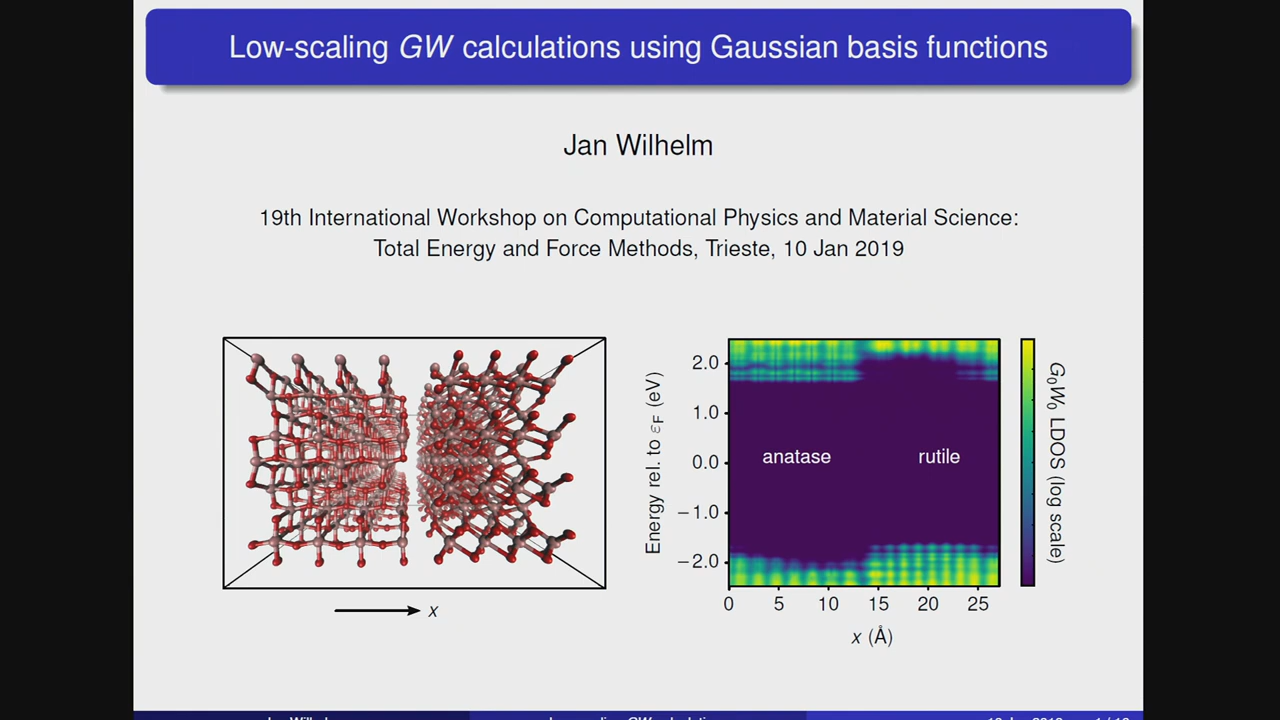 Low-scaling GW calculations using Gaussian basis functions
Jan Wilhelm
19th International Workshop on Computational Physics and Material Science:
Total Energy and Force Methods, Trieste, 10 Jan 2019
x
Energy rel. to εF (eV)
2.0
1.0
0.0
−1.0
−2.0
anatase
rutile
0 5 10 15 20 25
x (Å)
G₀W₀ LDOS (log scale)